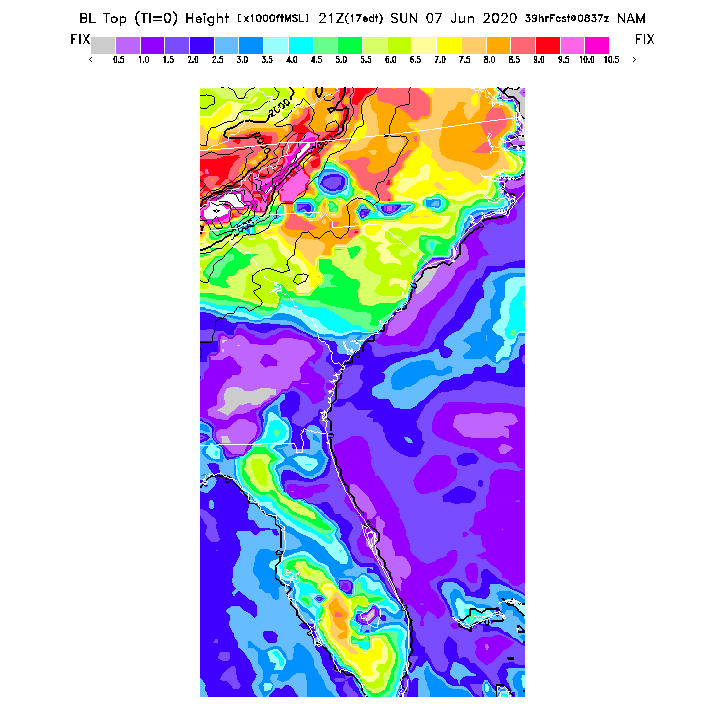 BL Top (TI=0) Height [x1000ftMSL] 21Z(17edt) SUN 07 Jun 2020 39hrFcst@0837z NAM
FIX FIX
< 0.5 1.0 1.5 2.0 2.5 3.0 3.5 4.0 4.5 5.0 5.5 6.0 6.5 7.0 7.5 8.0 8.5 9.0 9.5 10.0 10.5 >
2000